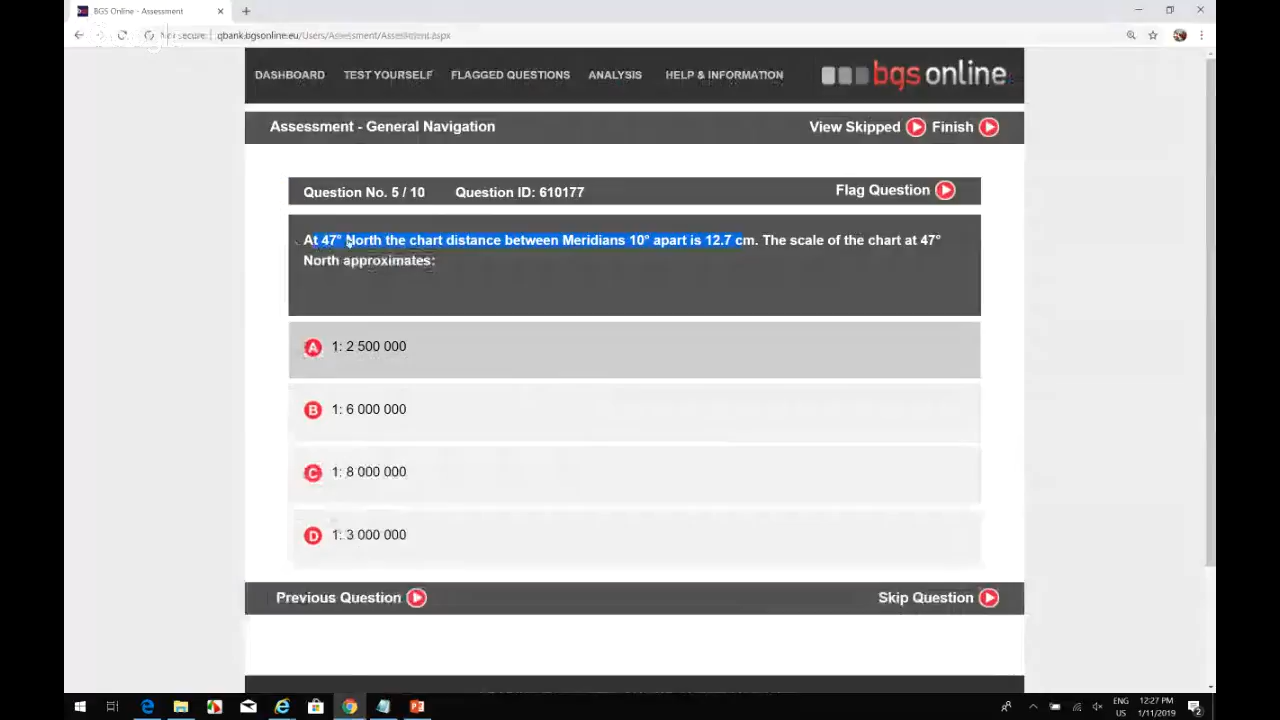 BGS Online - Assessment
qbank.bgsonline.eu/Users/Assessment/Assessment.aspx
DASHBOARD TEST YOURSELF FLAGGED QUESTIONS ANALYSIS HELP & INFORMATION bgs online
Assessment - General Navigation View Skipped Finish
Question No. 5 / 10 Question ID: 610177 Flag Question
At 47° North the chart distance between Meridians 10° apart is 12.7 cm. The scale of the chart at 47°
North approximates:
A 1: 2 500 000
B 1: 6 000 000
C 1: 8 000 000
D 1: 3 000 000
Previous Question Skip Question
ENG 12:27 PM
US 1/11/2019 2